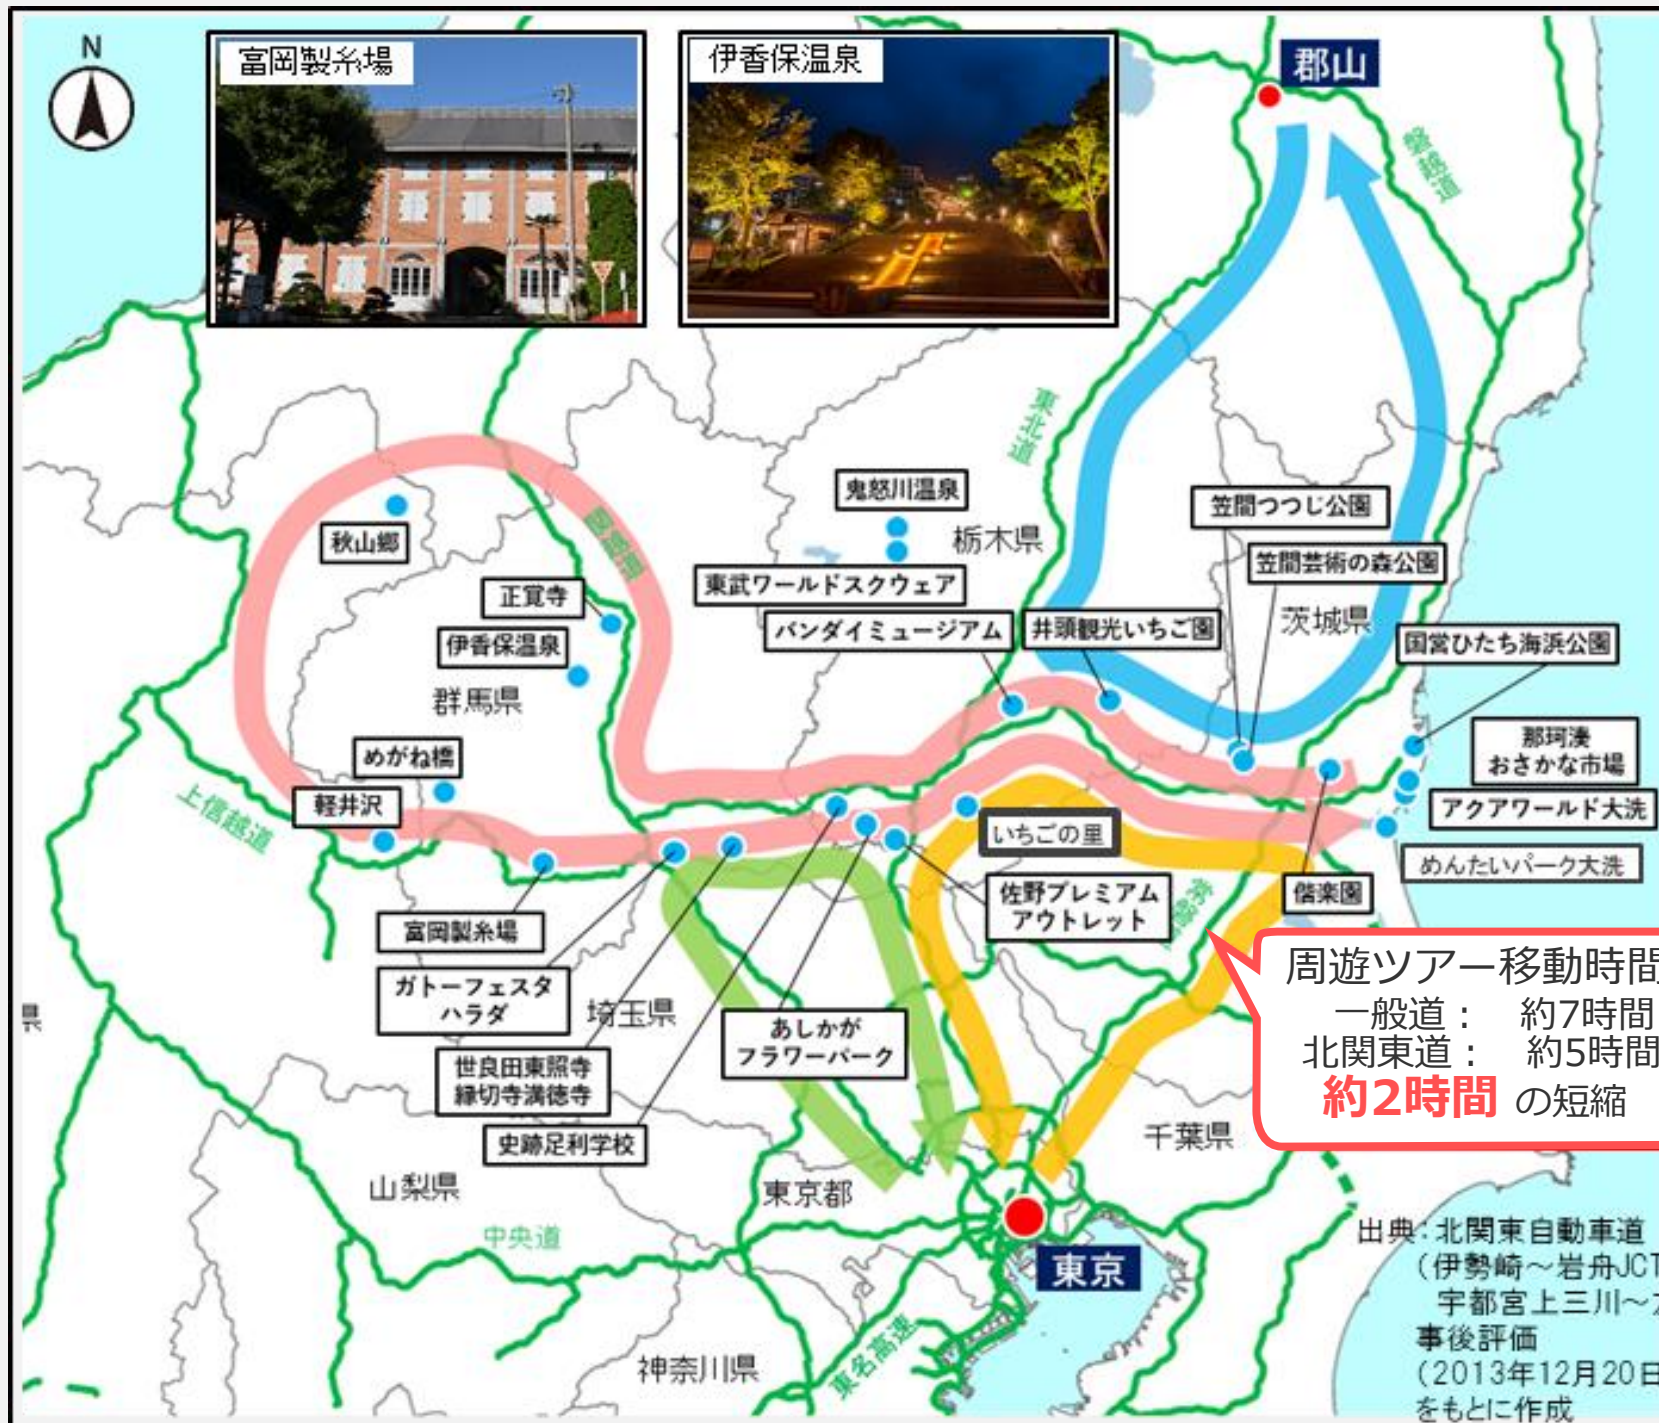 N
富岡製糸場
伊香保温泉
郡山
磐越道
東北道
鬼怒川温泉
栃木県
笠間つつじ公園
秋山郷
東武ワールドスクウェア
笠間芸術の森公園
正覚寺
バンダイミュージアム
井頭観光いちご園
茨城県
伊香保温泉
国営ひたち海浜公園
群馬県
めがね橋
那珂湊
おさかな市場
上信越道
軽井沢
アクアワールド大洗
いちごの里
めんたいパーク大洗
常磐
佐野プレミアム
アウトレット
偕楽園
富岡製糸場
ガトーフェスタ
ハラダ
埼玉県
あしかが
フラワーパーク
県
世良田東照寺
縁切寺満徳寺
史跡足利学校
周遊ツアー移動時間
一般道： 約7時間
北関東道： 約5時間
約2時間 の短縮
千葉県
山梨県
東京都
中央道
東京
神奈川県
東名高速
出典：北関東自動車道
（伊勢崎～岩舟JCT
宇都宮上三川～
事後評価
（2013年12月20日
をもとに作成